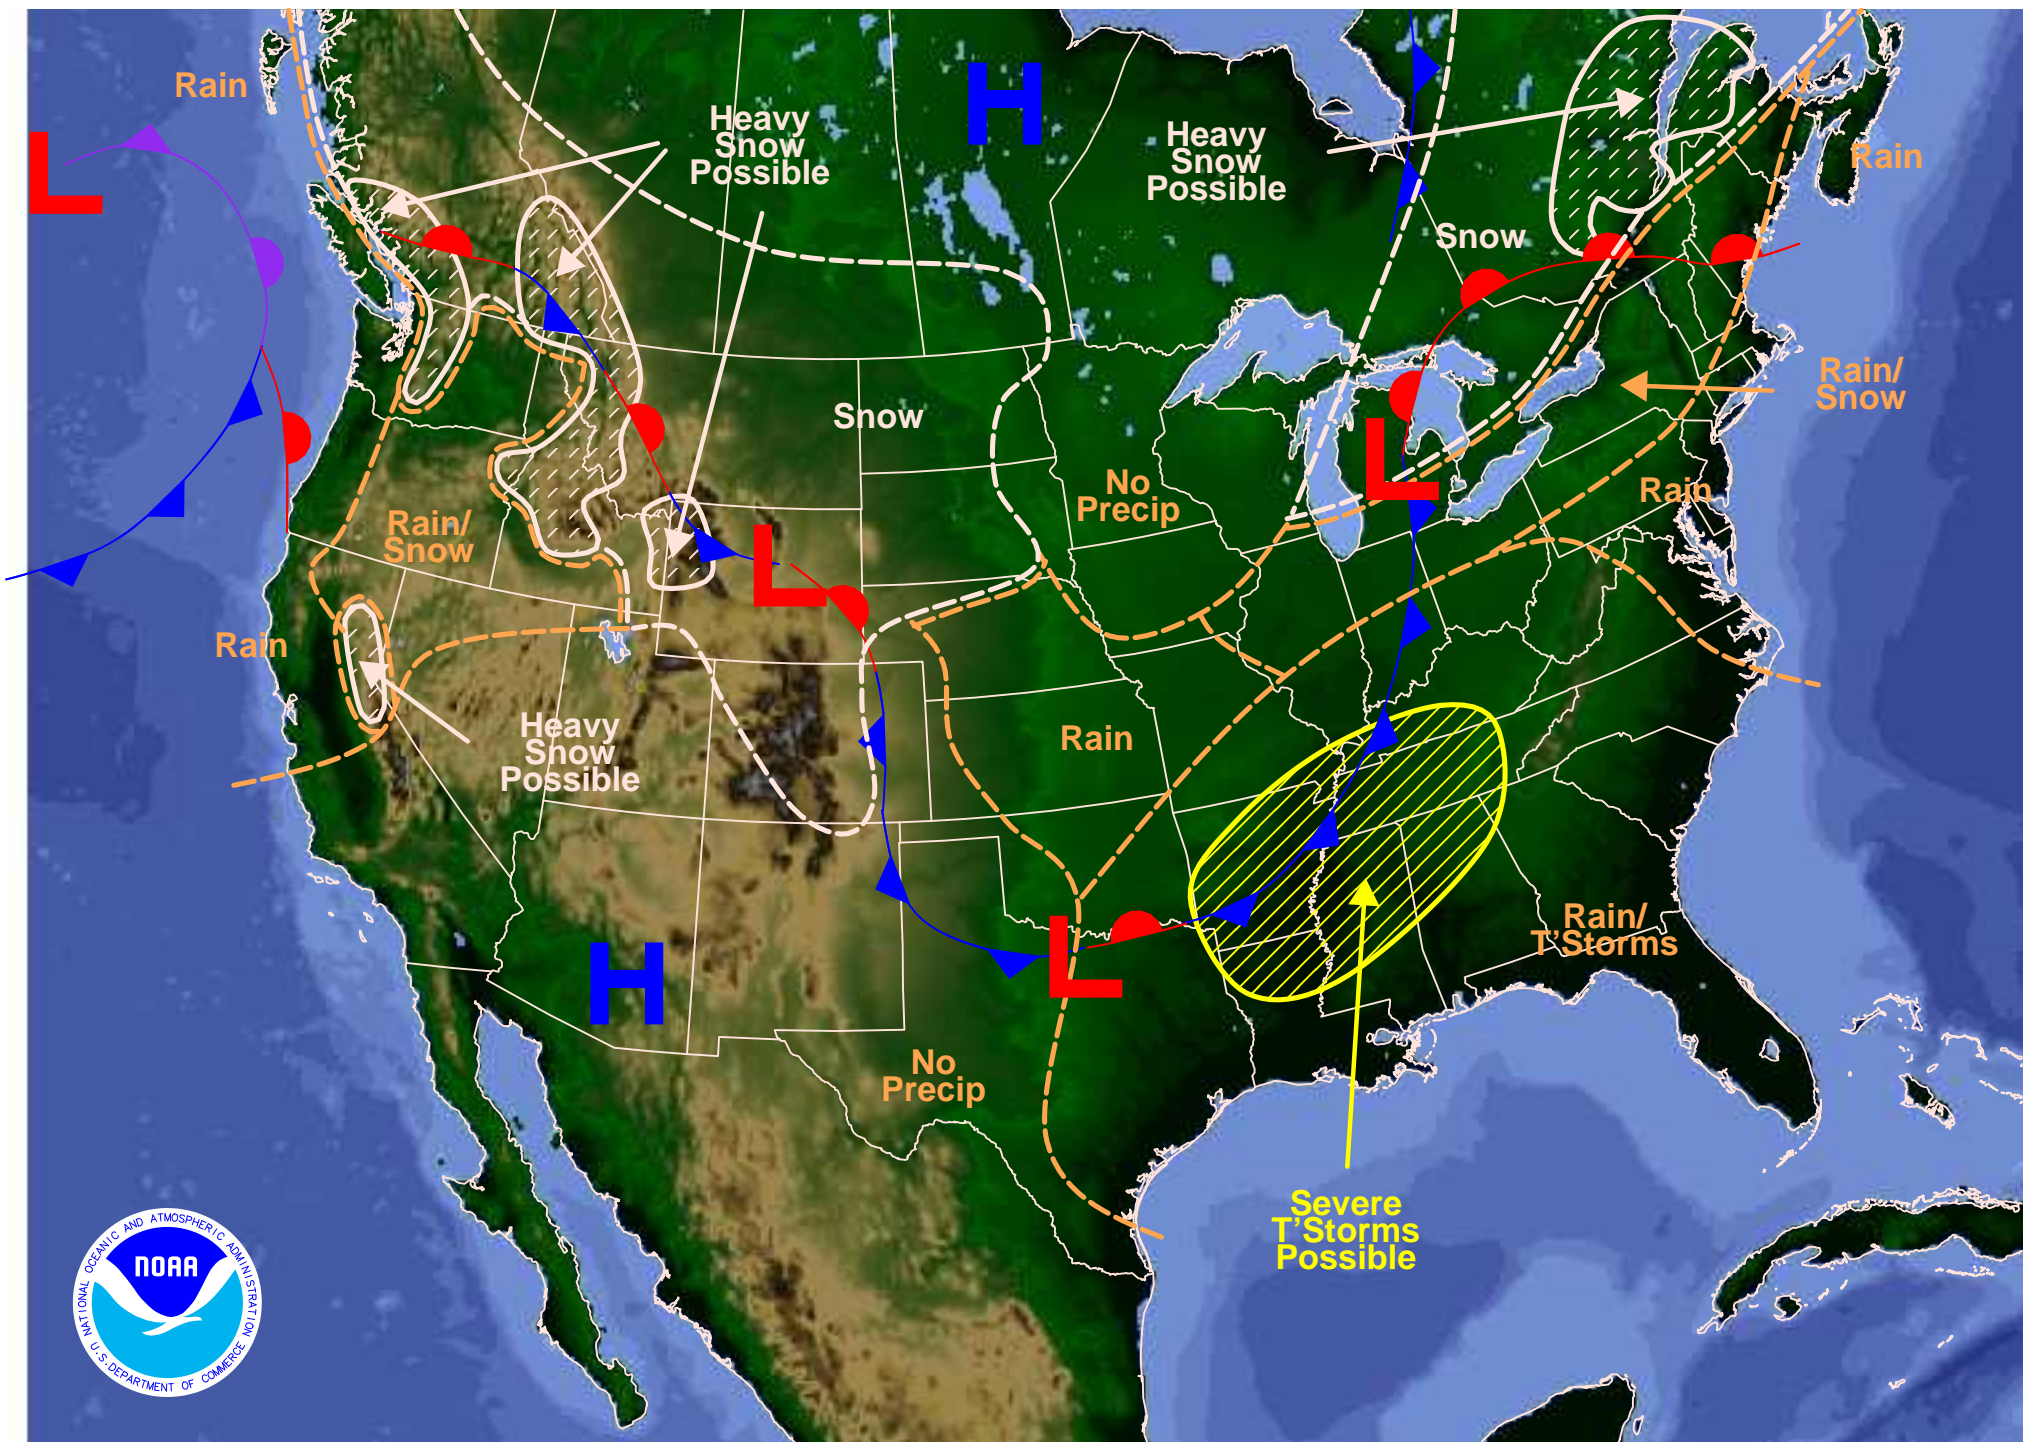 Rain
L
H
Heavy
Snow
Possible
Heavy
Snow
Possible
Rain
Snow
Rain/
Snow
Snow
L
No
Precip
Rain
Rain/
Snow
L
Rain
Heavy
Snow
Possible
Rain
Rain/
T'Storms
L
H
No
Precip
Severe
T'Storms
Possible
NATIONAL OCEANIC AND ATMOSPHERIC ADMINISTRATION
NOAA
U.S. DEPARTMENT OF COMMERCE